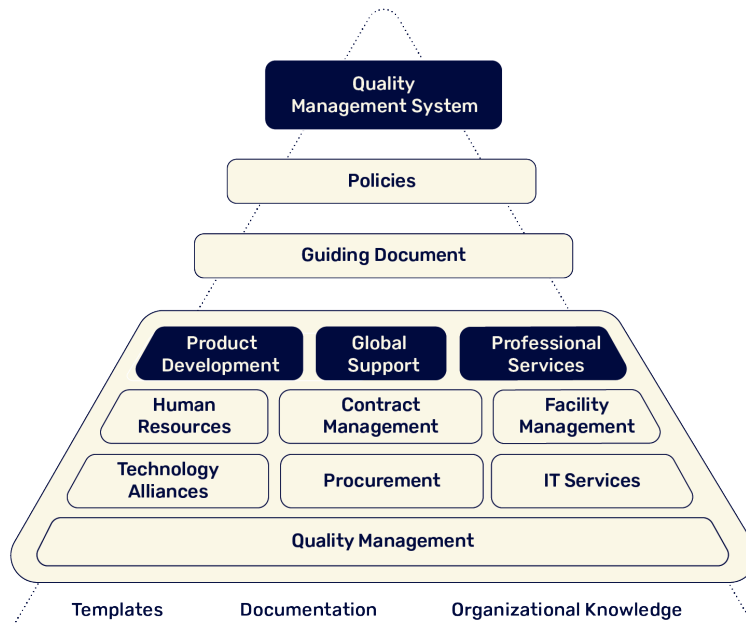 Quality
Management System
Policies
Guiding Document
Product
Development
Global
Support
Professional
Services
Human
Resources
Contract
Management
Facility
Management
Technology
Alliances
Procurement
IT Services
Quality Management
Templates
Documentation
Organizational Knowledge